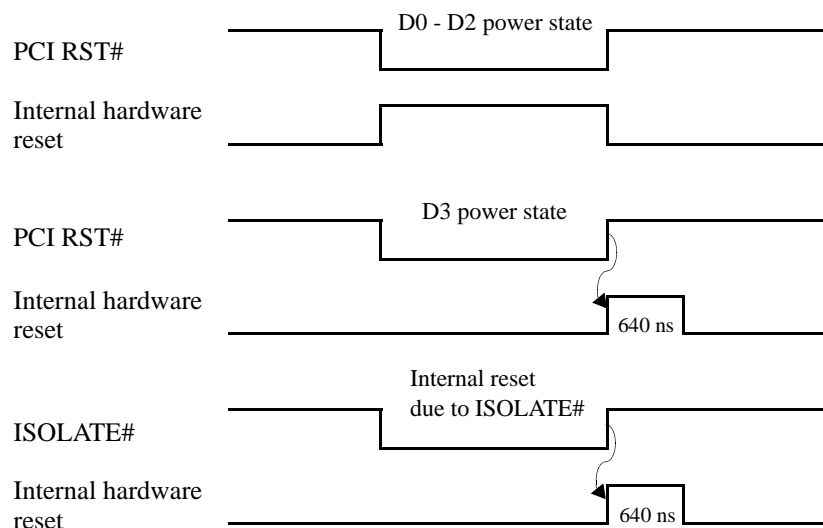 D0 - D2 power state
PCI RST#
Internal hardware
reset
D3 power state
PCI RST#
Internal hardware
reset
640 ns
Internal reset
due to ISOLATE#
ISOLATE#
Internal hardware
reset
640 ns